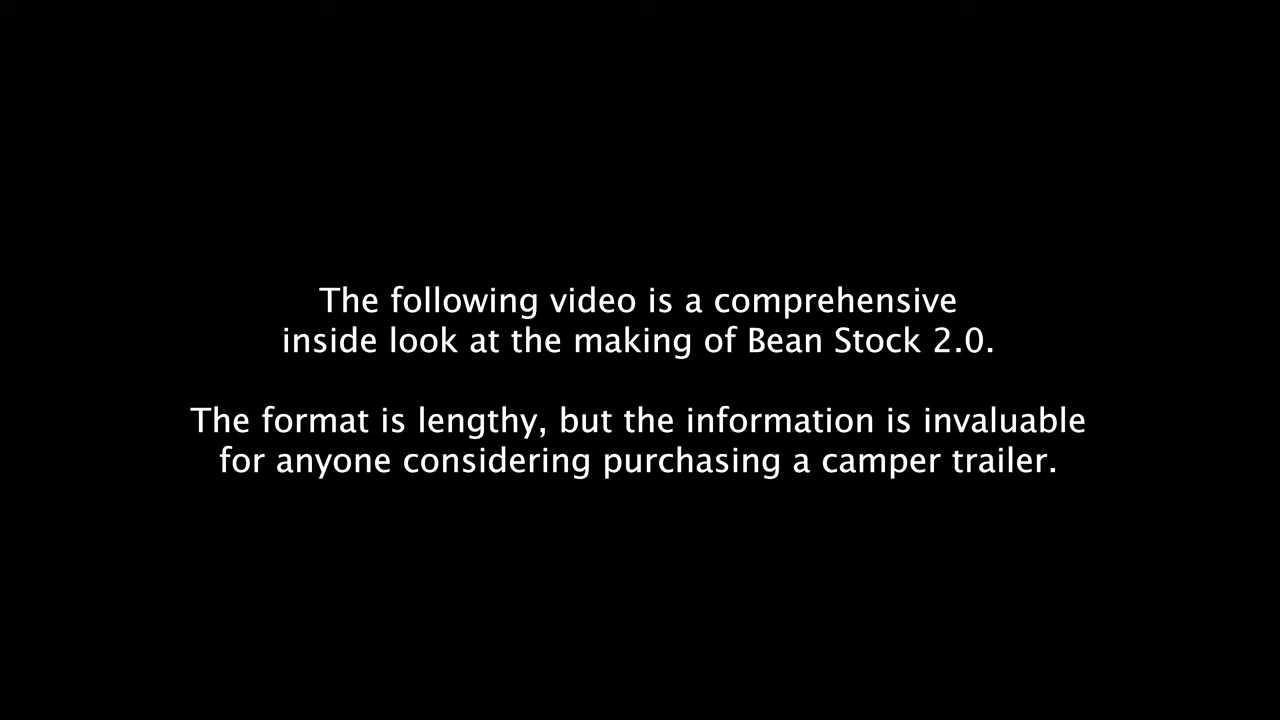 The following video is a comprehensive
inside look at the making of Bean Stock 2.0.
The format is lengthy, but the information is invaluable
for anyone considering purchasing a camper trailer.